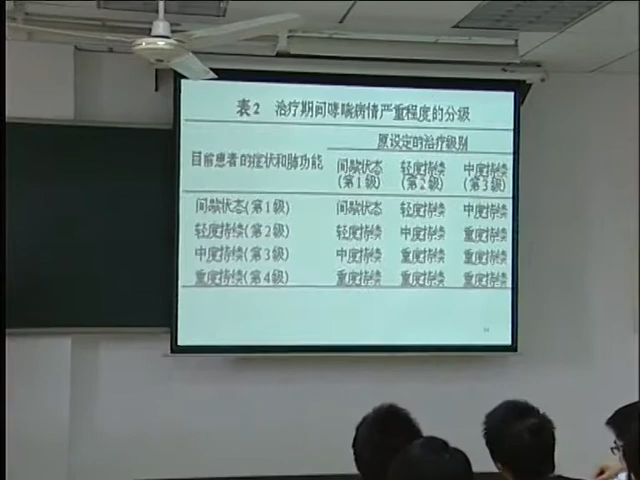 表2 治疗期间哮喘病情严重程度的分级
原设定的治疗级别
目前患者的症状和肺功能 间歇状态 轻度持续 中度持续
(第1级) (第2级) (第3级)
间歇状态(第1级) 间歇状态 轻度持续 中度持续
轻度持续(第2级) 轻度持续 中度持续 重度持续
中度持续(第3级) 中度持续 重度持续 重度持续
重度持续(第4级) 重度持续 重度持续 重度持续